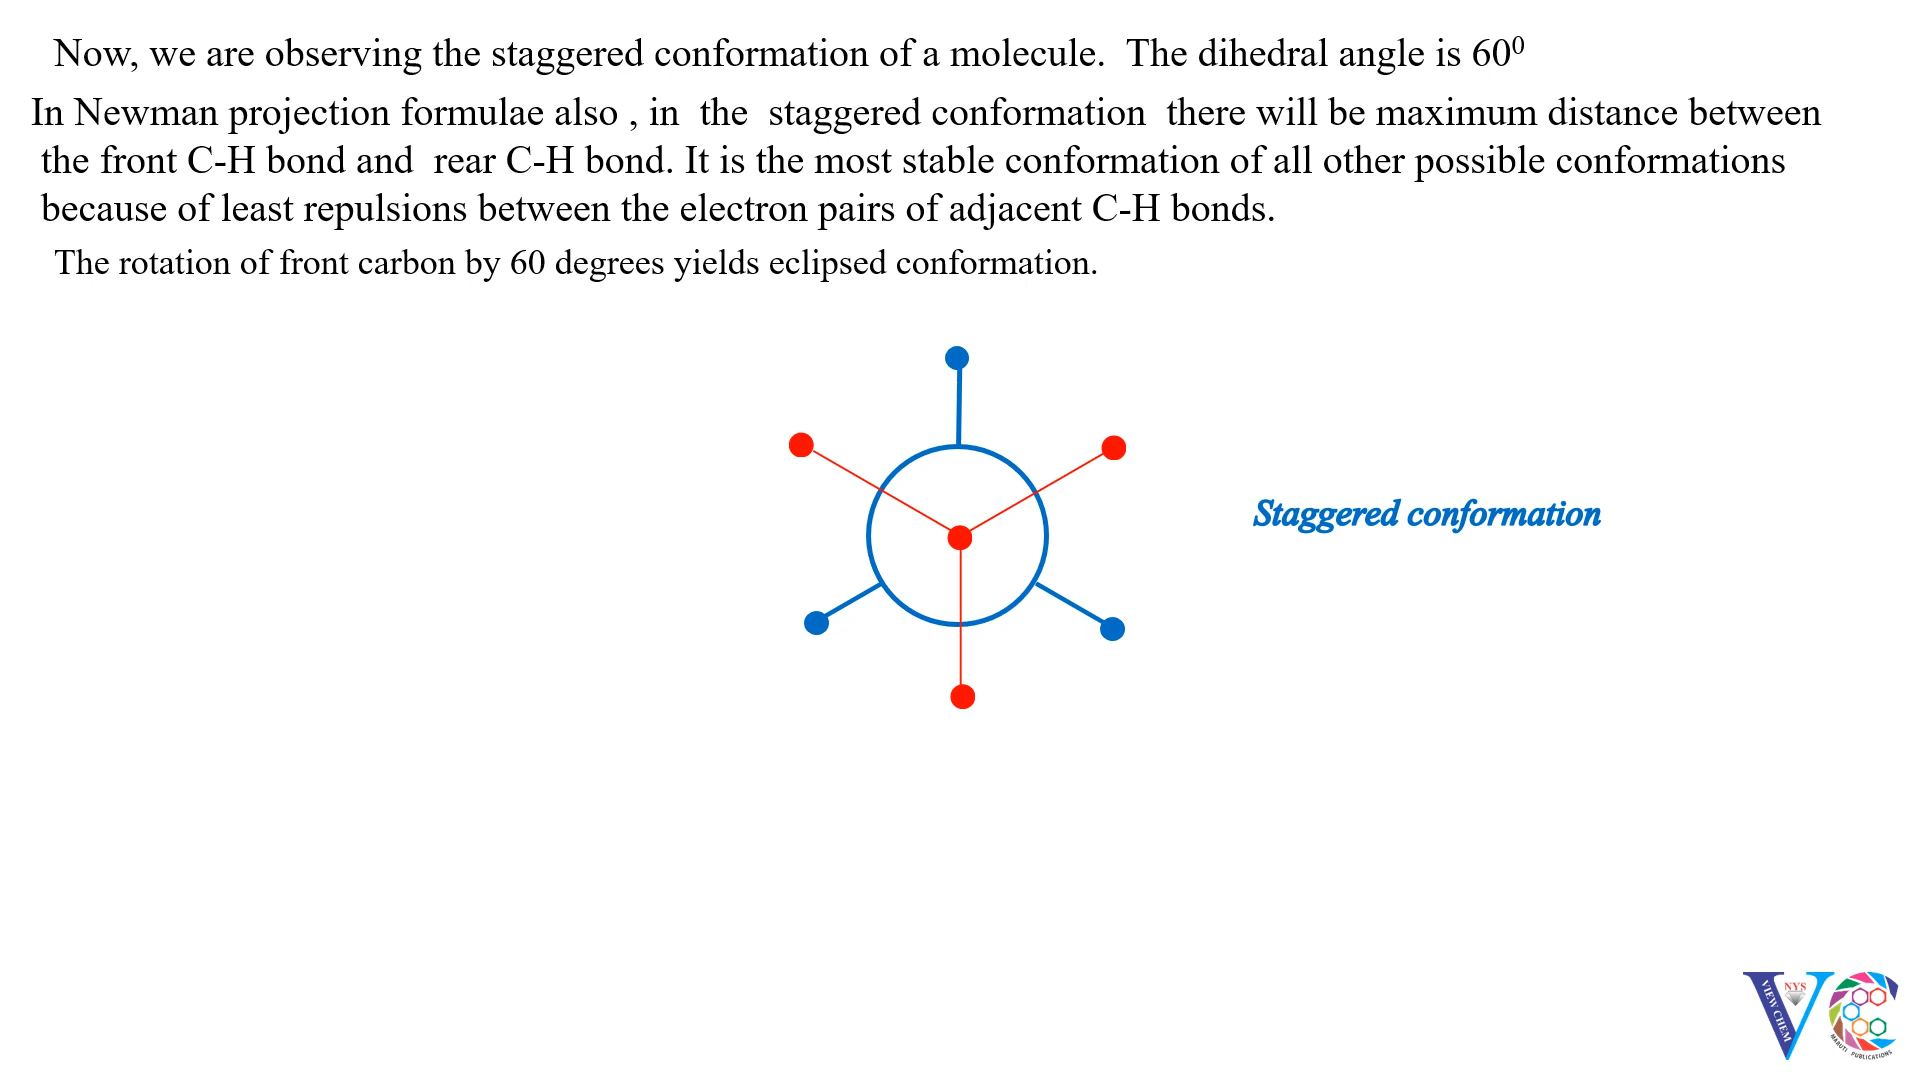 Now, we are observing the staggered conformation of a molecule. The dihedral angle is 60⁰
In Newman projection formulae also , in the staggered conformation there will be maximum distance between
the front C-H bond and rear C-H bond. It is the most stable conformation of all other possible conformations
because of least repulsions between the electron pairs of adjacent C-H bonds.
The rotation of front carbon by 60 degrees yields eclipsed conformation.
Staggered conformation
NYS
VIEW CHEM
MARUTI PUBLICATIONS